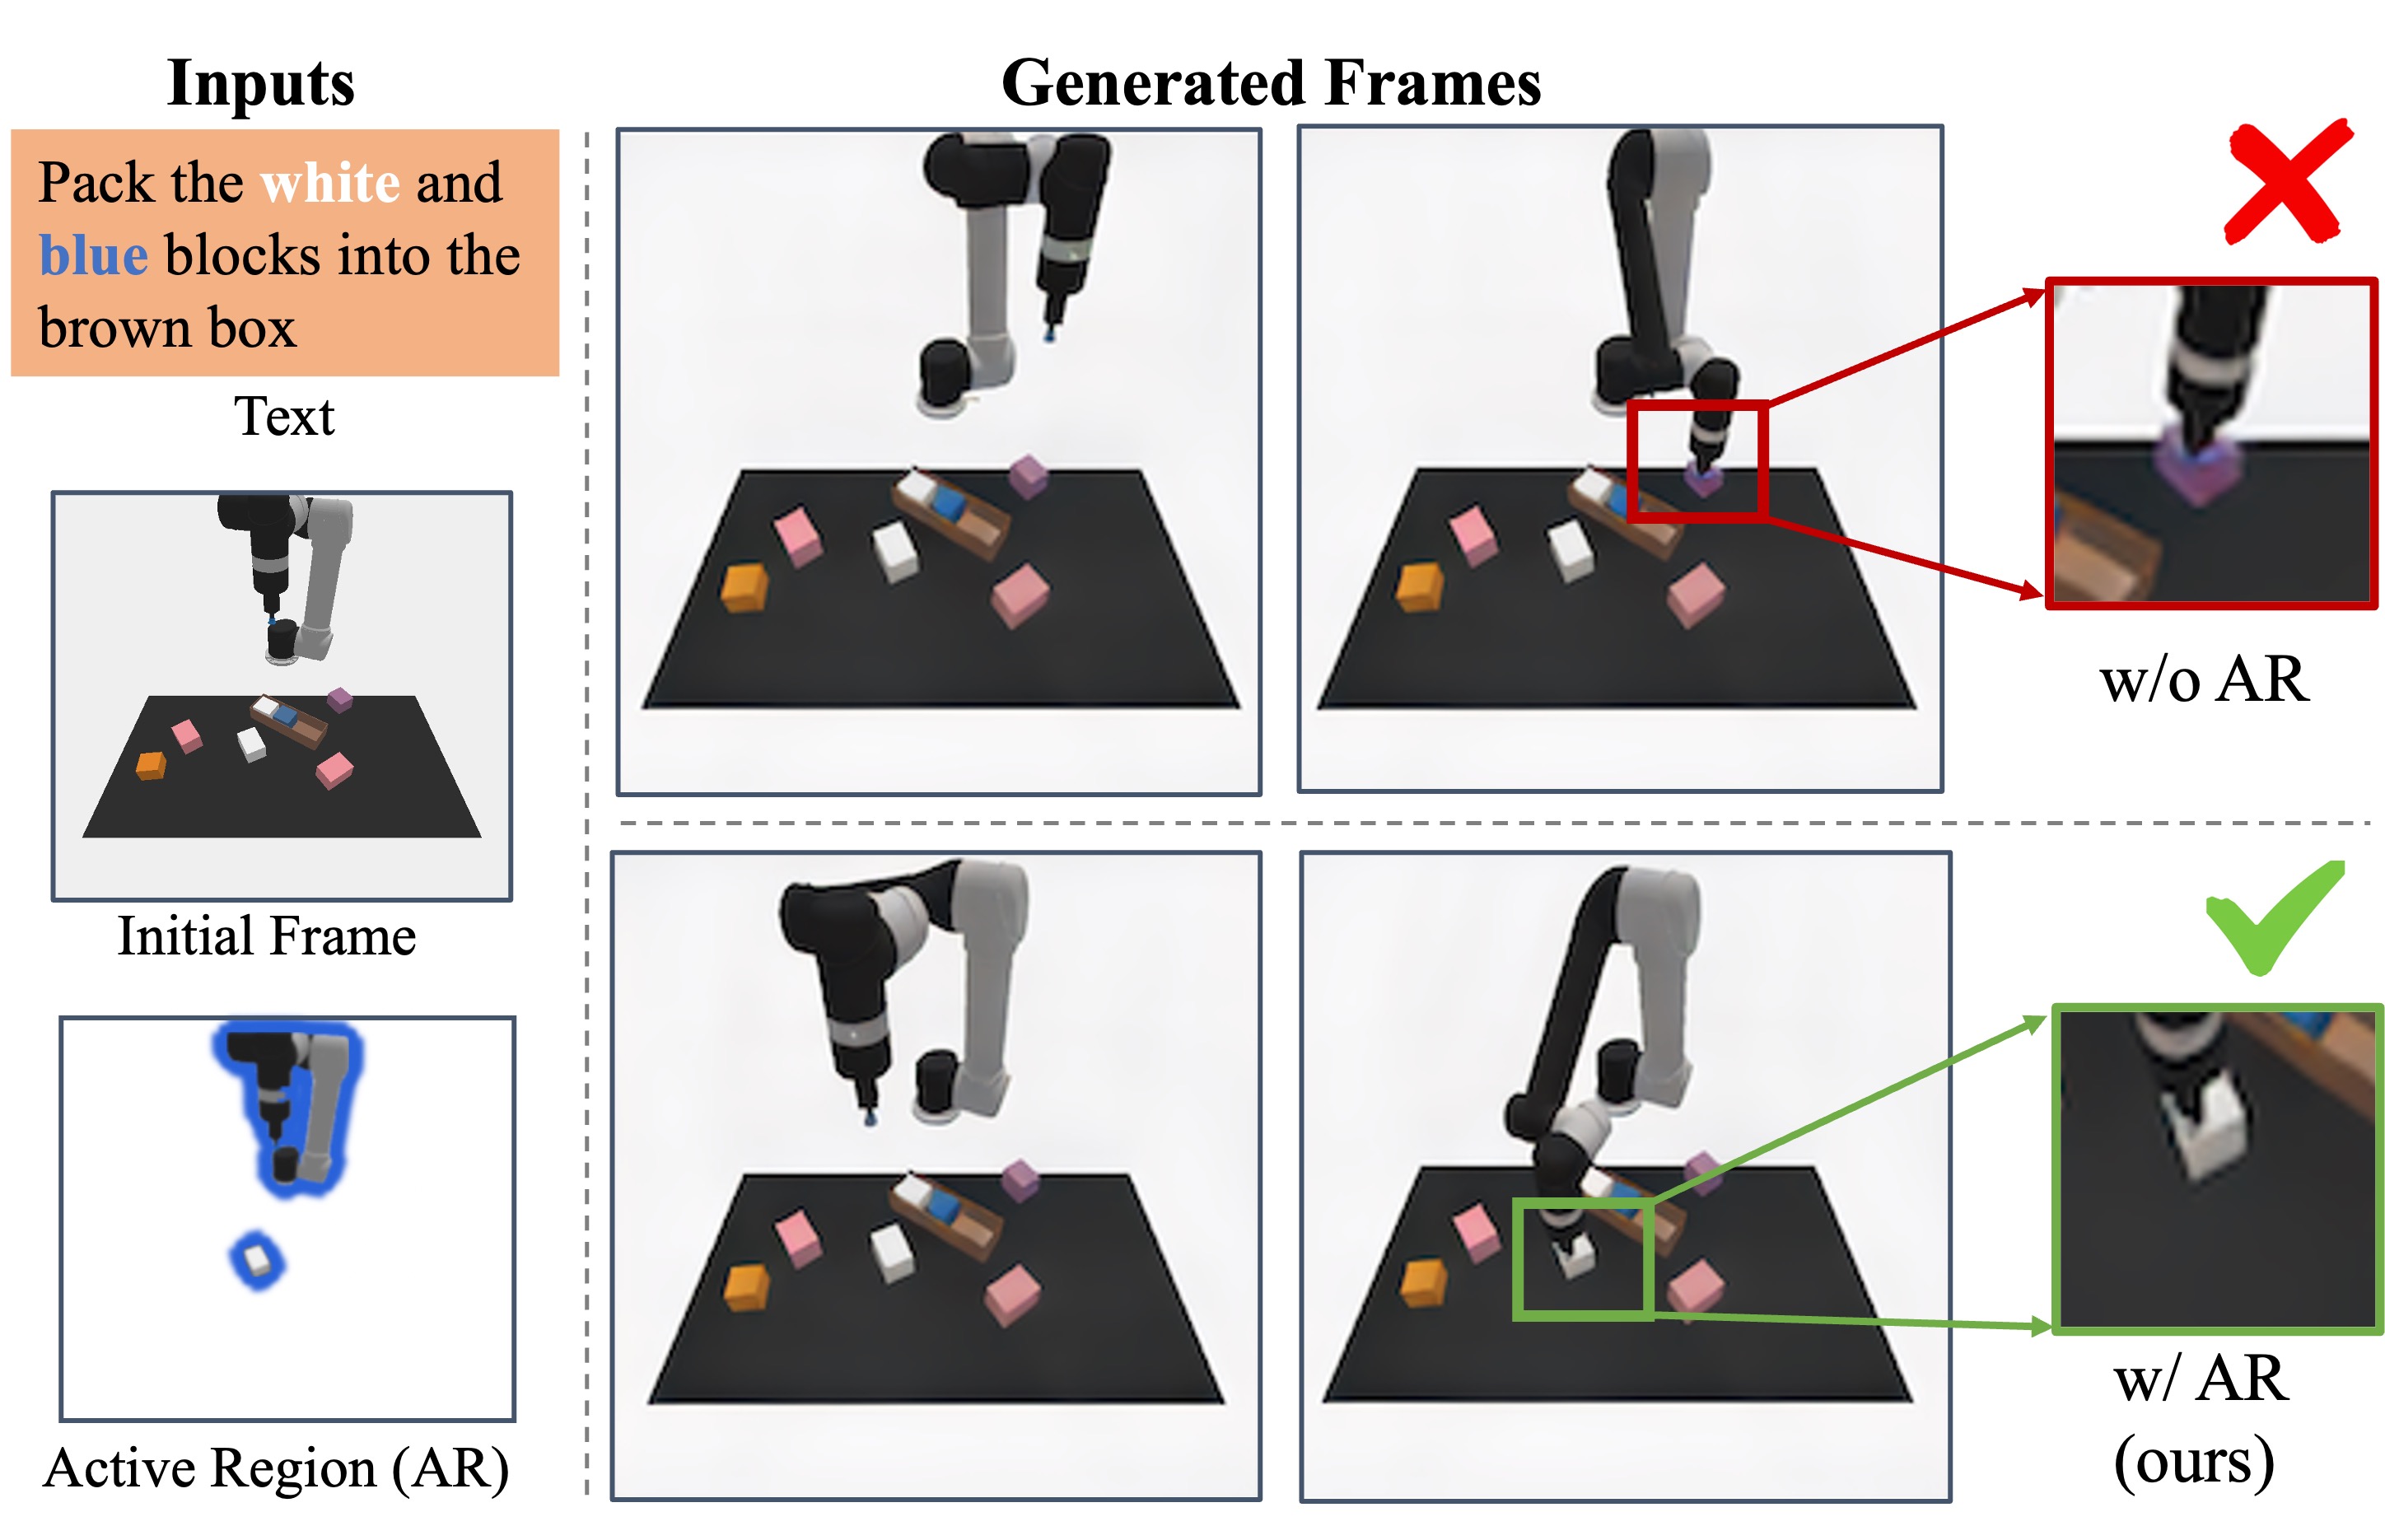 Inputs
Generated Frames
Pack the white and
blue blocks into the
brown box
Text
Initial Frame
Active Region (AR)
w/o AR
w/ AR
(ours)